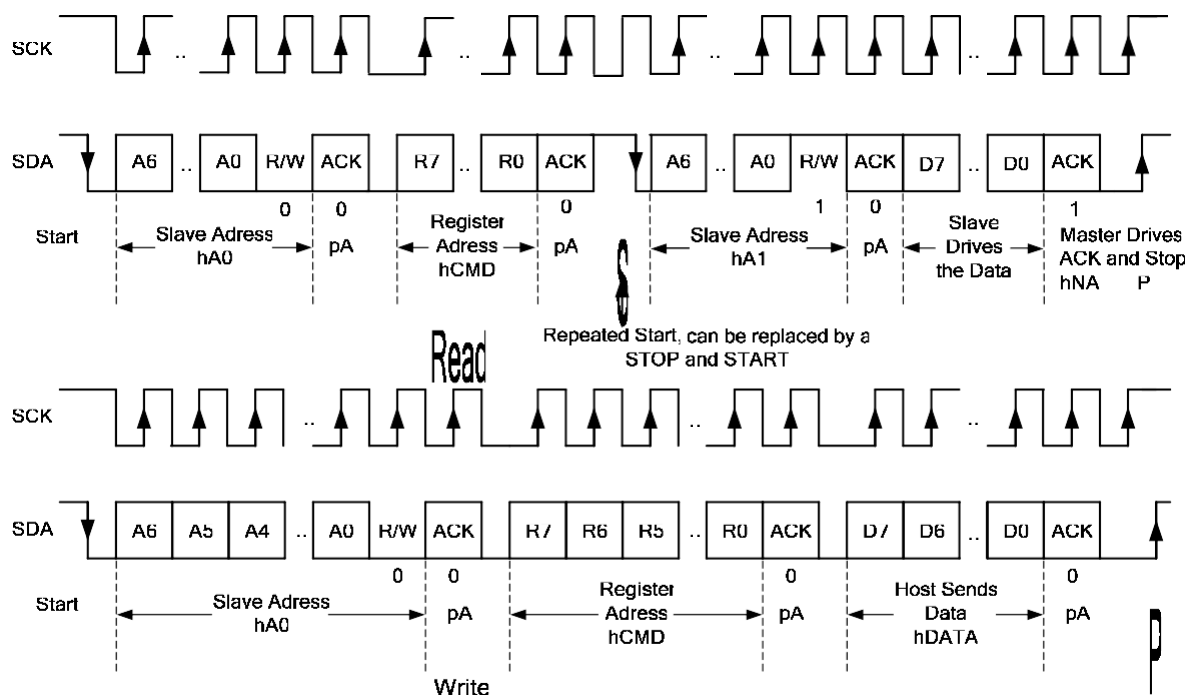 SCK .. .. .. .. ..
SDA A6 .. A0 R/W ACK R7 .. R0 ACK A6 .. A0 R/W ACK D7 .. D0 ACK
0 0 0 1 0 1
Start Slave Adress hA0 pA Register Adress hCMD pA Slave Adress hA1 pA Slave Drives the Data Master Drives ACK and Stop hNA P
S
Repeated Start, can be replaced by a
STOP and START
Read
SCK .. .. ..
SDA A6 A5 A4 .. A0 R/W ACK R7 R6 R5 .. R0 ACK D7 D6 .. D0 ACK
0 0 0 0
Start Slave Adress hA0 pA Register Adress hCMD pA Host Sends Data hDATA pA
P
Write